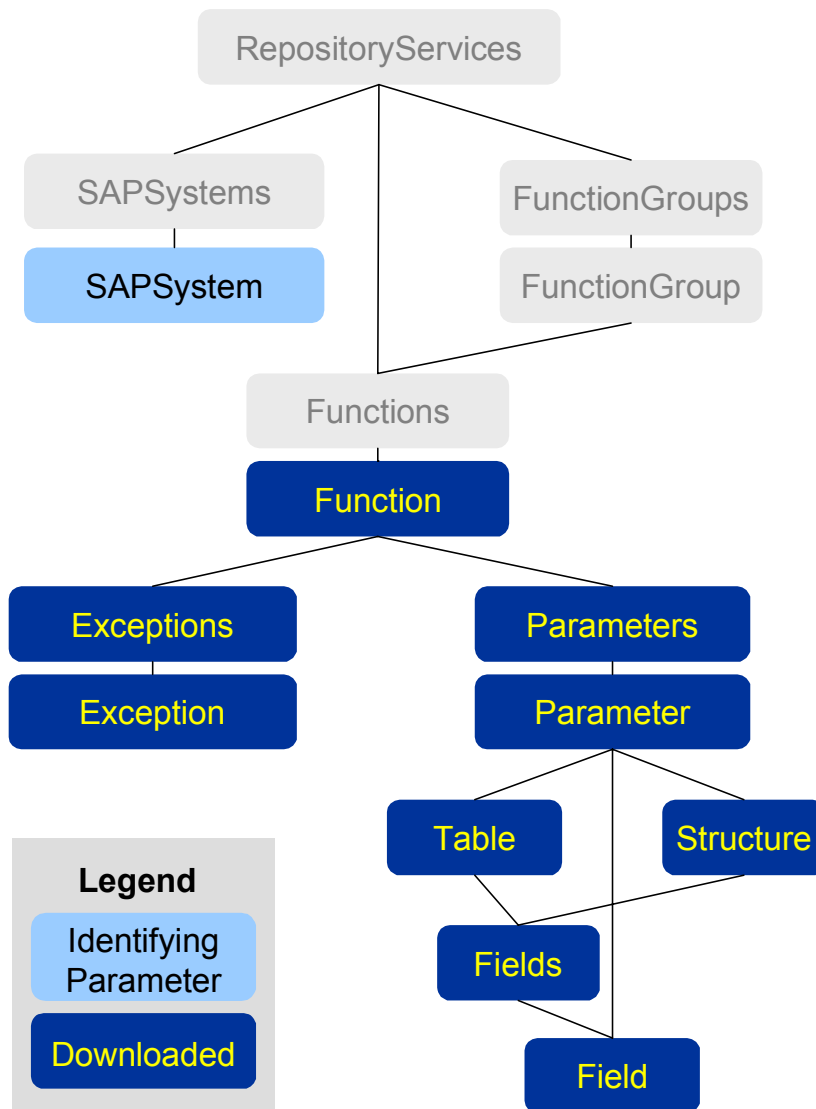 RepositoryServices
SAPSystems
FunctionGroups
SAPSystem
FunctionGroup
Functions
Function
Exceptions
Parameters
Exception
Parameter
Table
Structure
Fields
Field
Legend
Identifying
Parameter
Downloaded